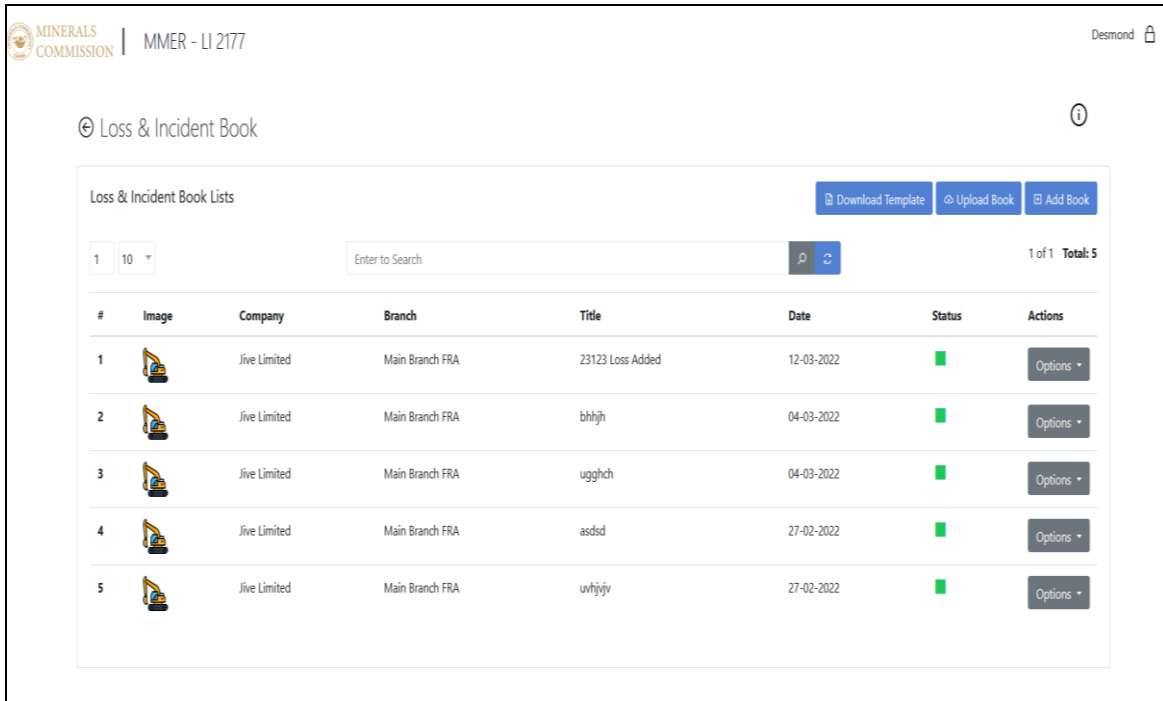 MINERALS
COMMISSION
MMER - LI 2177
Desmond
Loss & Incident Book
Loss & Incident Book Lists
Download Template Upload Book Add Book
1 10 Enter to Search 1 of 1 Total: 5
# Image Company Branch Title Date Status Actions
1 Jive Limited Main Branch FRA 23123 Loss Added 12-03-2022 Options
2 Jive Limited Main Branch FRA bhhjh 04-03-2022 Options
3 Jive Limited Main Branch FRA ugghch 04-03-2022 Options
4 Jive Limited Main Branch FRA asdsd 27-02-2022 Options
5 Jive Limited Main Branch FRA uvhjvjv 27-02-2022 Options